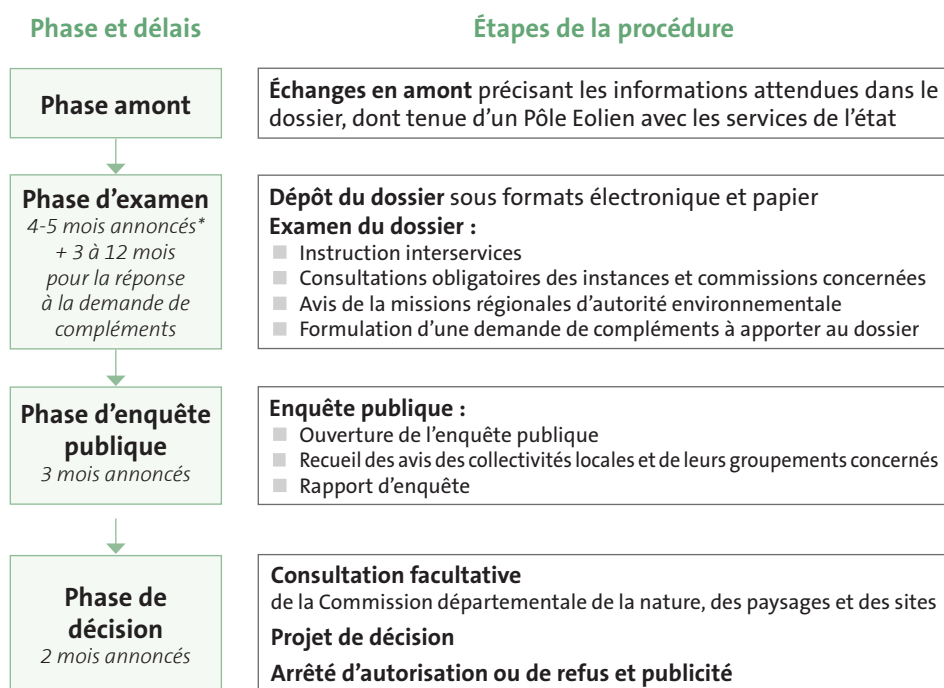 Phase et délais
Étapes de la procédure
Phase amont
Échanges en amont précisant les informations attendues dans le
dossier, dont tenue d'un Pôle Eolien avec les services de l'état
Phase d'examen
4-5 mois annoncés*
+ 3 à 12 mois
pour la réponse
à la demande de
compléments
Dépôt du dossier sous formats électronique et papier
Examen du dossier :
Instruction interservices
Consultations obligatoires des instances et commissions concernées
Avis de la missions régionales d'autorité environnementale
Formulation d'une demande de compléments à apporter au dossier
Phase d'enquête
publique
3 mois annoncés
Enquête publique :
Ouverture de l'enquête publique
Recueil des avis des collectivités locales et de leurs groupements concernés
Rapport d'enquête
Phase de
décision
2 mois annoncés
Consultation facultative
de la Commission départementale de la nature, des paysages et des sites
Projet de décision
Arrêté d'autorisation ou de refus et publicité